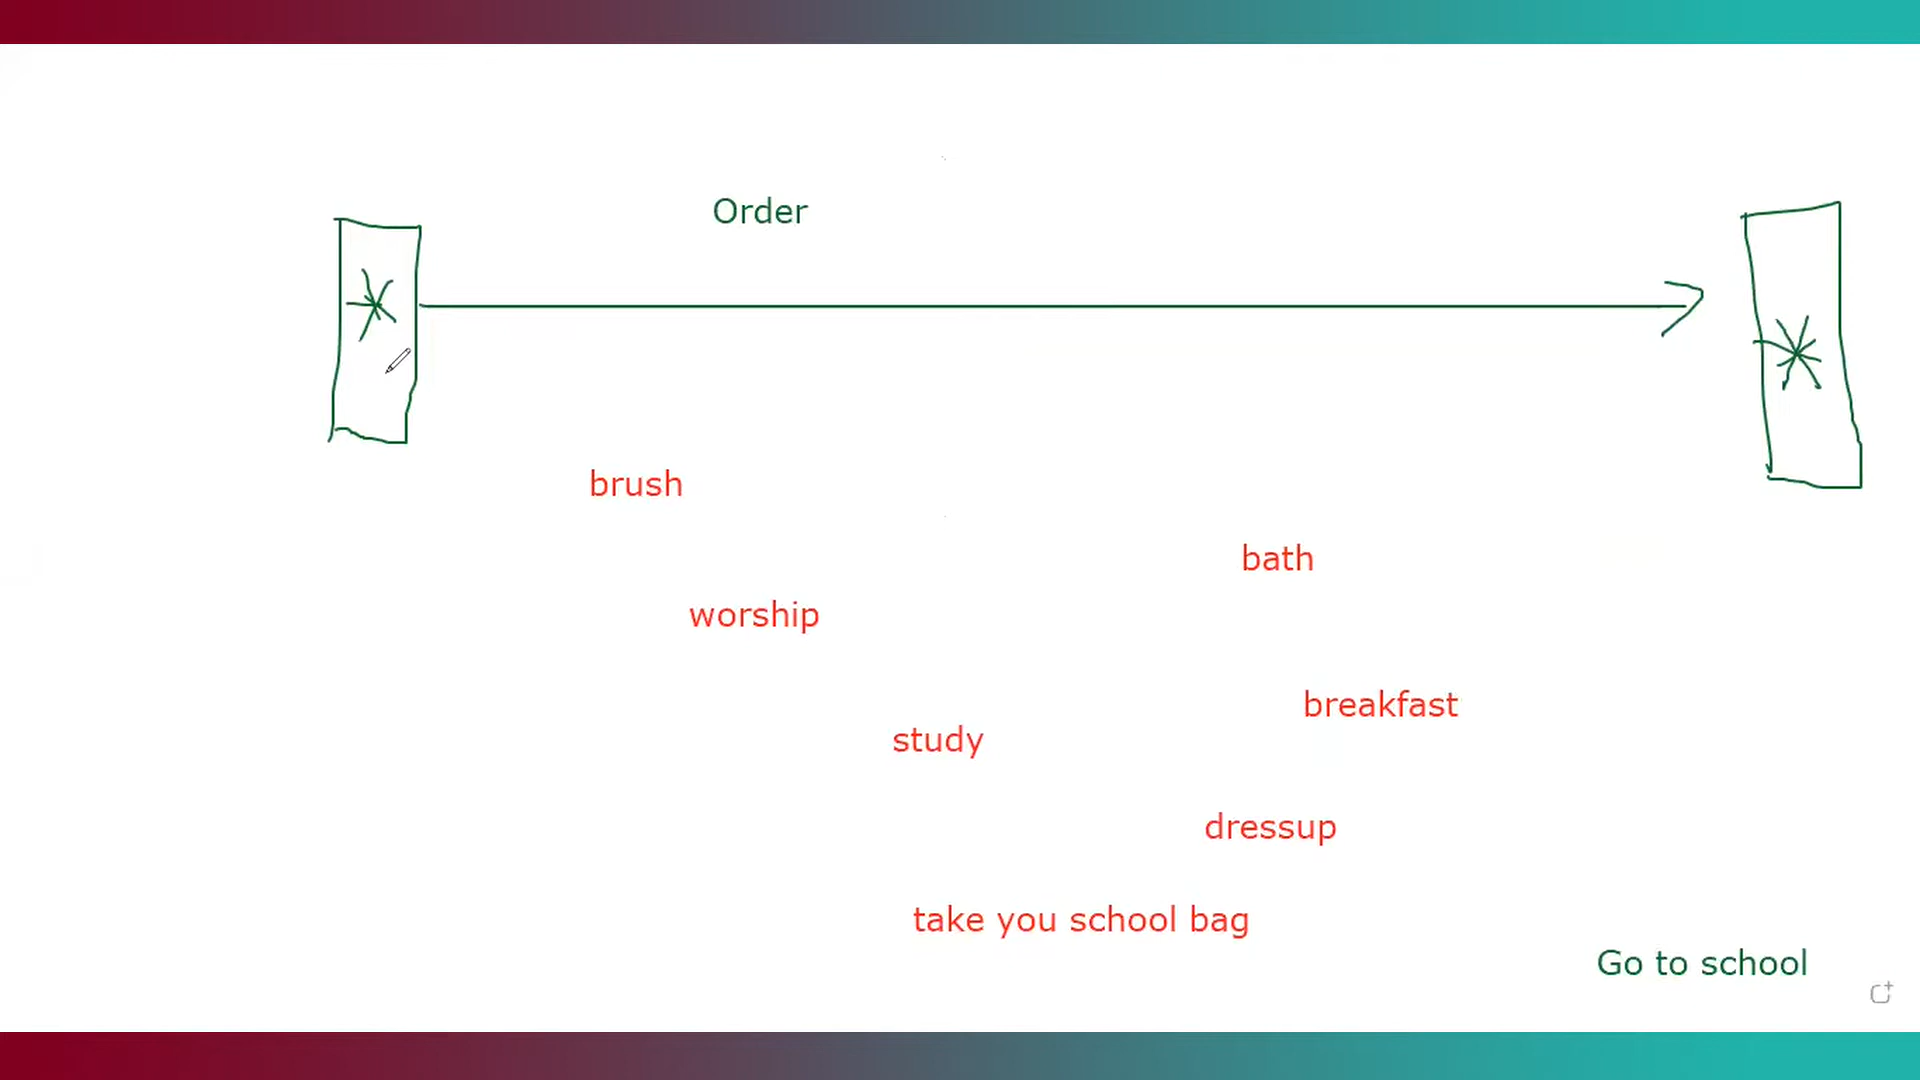 Order
brush
bath
worship
breakfast
study
dressup
take you school bag
Go to school